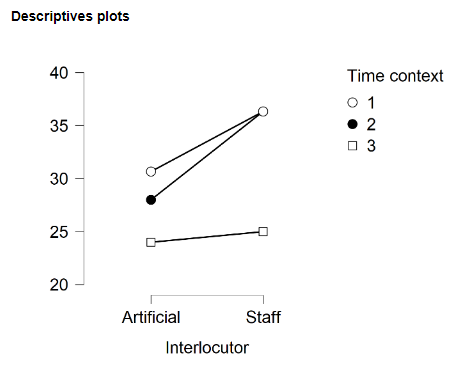 Descriptives plots
40
35
30
25
20
Artificial Staff
Interlocutor
Time context
1
2
3